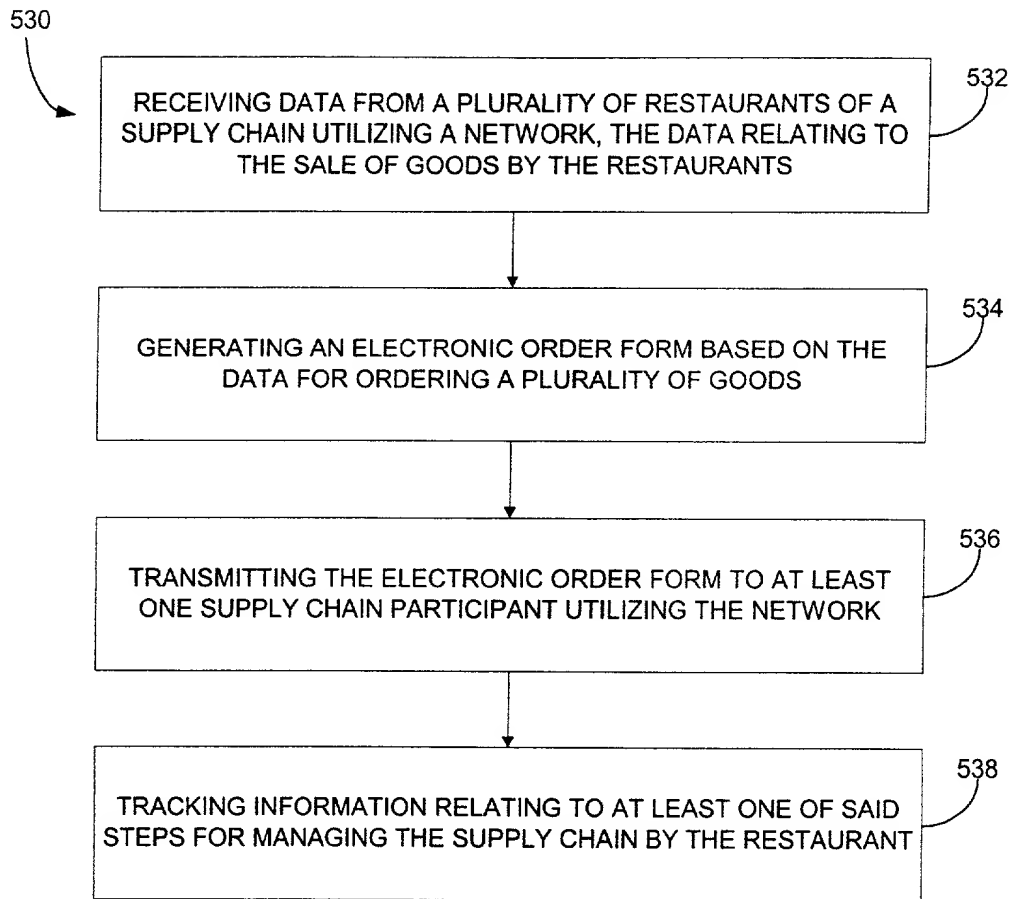 530
532
RECEIVING DATA FROM A PLURALITY OF RESTAURANTS OF A
SUPPLY CHAIN UTILIZING A NETWORK, THE DATA RELATING TO
THE SALE OF GOODS BY THE RESTAURANTS
534
GENERATING AN ELECTRONIC ORDER FORM BASED ON THE
DATA FOR ORDERING A PLURALITY OF GOODS
536
TRANSMITTING THE ELECTRONIC ORDER FORM TO AT LEAST
ONE SUPPLY CHAIN PARTICIPANT UTILIZING THE NETWORK
538
TRACKING INFORMATION RELATING TO AT LEAST ONE OF SAID
STEPS FOR MANAGING THE SUPPLY CHAIN BY THE RESTAURANT